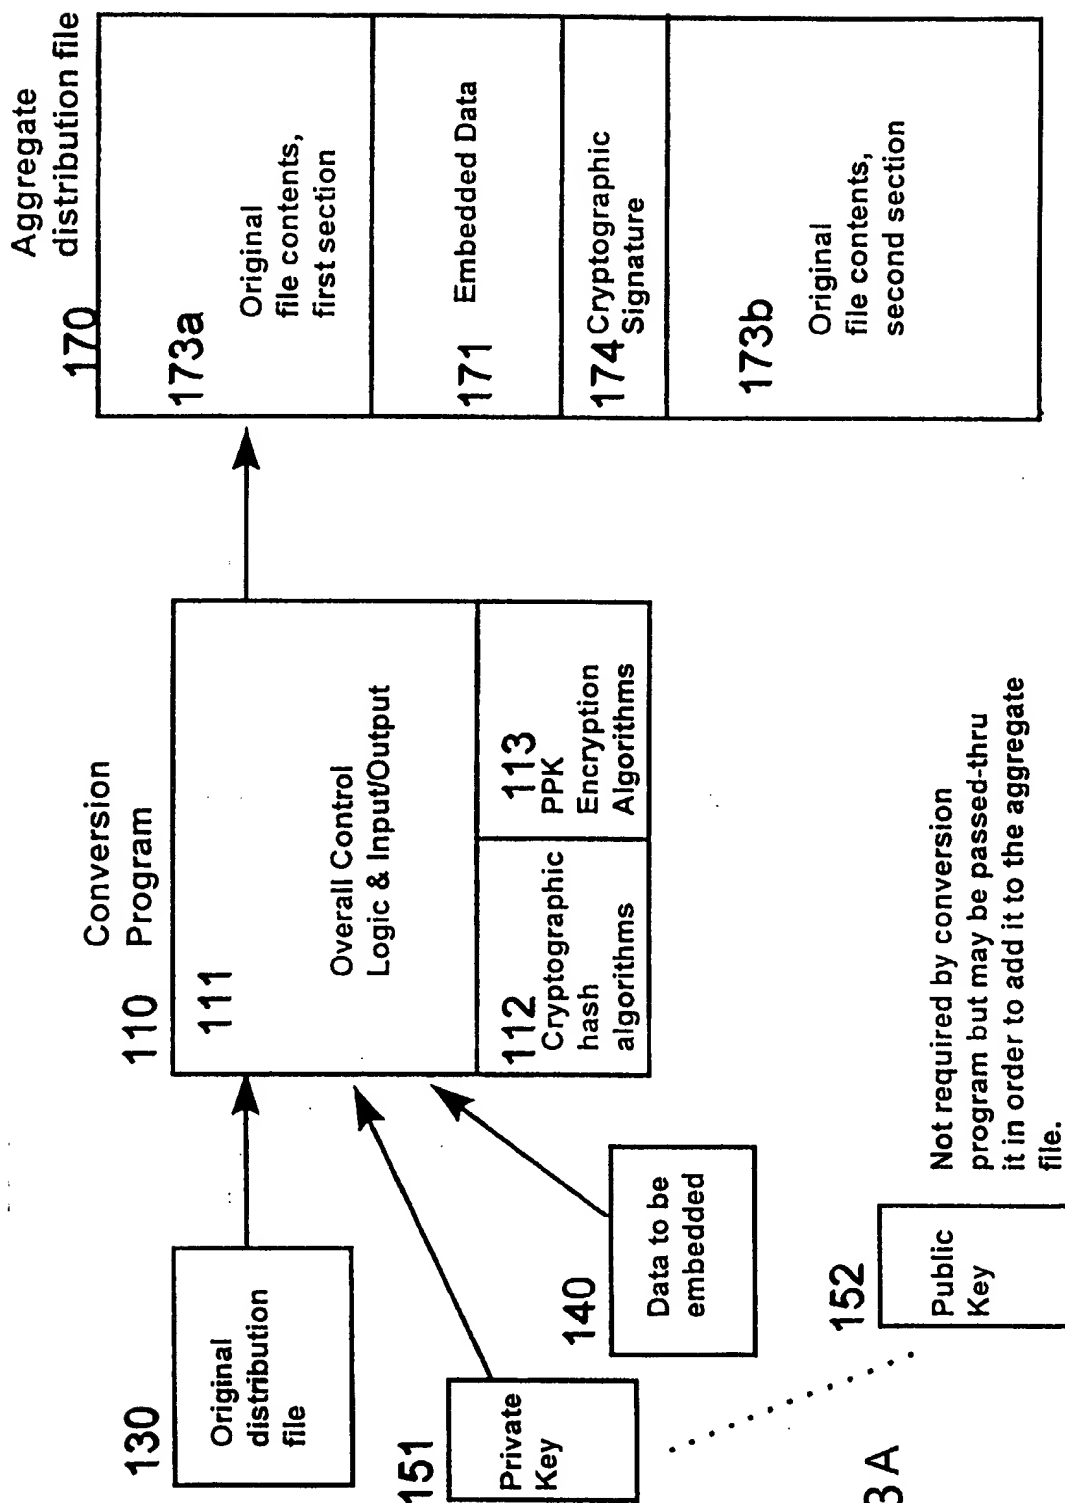 130
Original
distribution
file
151
Private
Key
140
Data to be
embedded
152
Public
Key
Not required by conversion
program but may be passed-thru
it in order to add it to the aggregate
file.
Conversion
110 Program
111
Overall Control
Logic & Input/Output
112
Cryptographic
hash
algorithms
113
PPK
Encryption
Algorithms
Aggregate
distribution file
170
173a
Original
file contents,
first section
171 Embedded Data
174 Cryptographic
Signature
173b
Original
file contents,
second section
3 A